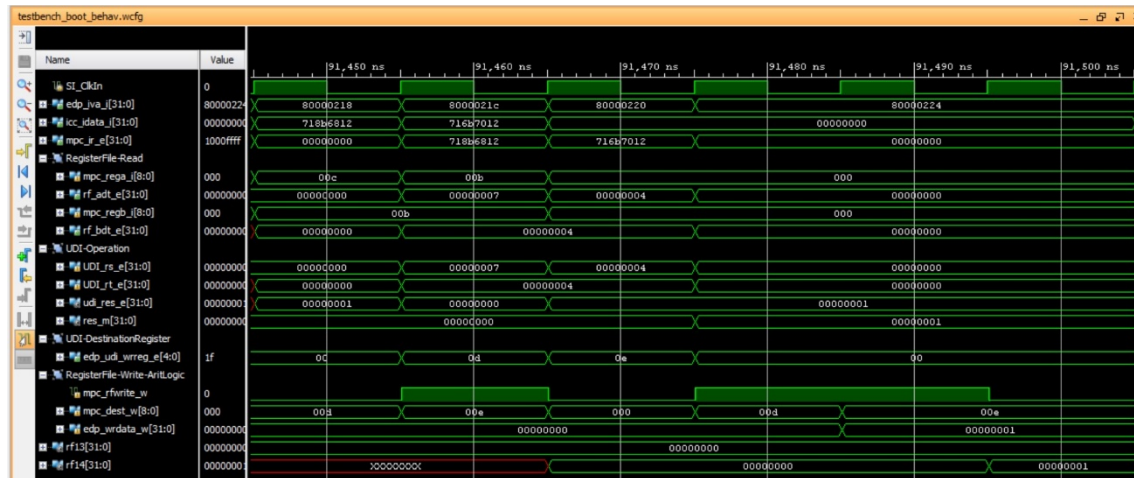 testbench_boot_behav.wcfg
Name Value 91,450 ns 91,460 ns 91,470 ns 91,480 ns 91,490 ns 91,500 ns
SI_ClkIn 0
edp_iva_i[31:0] 80000224 80000218 8000021c 80000220 80000224
icc_idata_i[31:0] 00000000 718b6812 716b7012 00000000
mpc_ir_e[31:0] 1000ffff 00000000 718b6812 716b7012 00000000
RegisterFile-Read
mpc_rega_i[8:0] 000 00c 00b 000
rf_adt_e[31:0] 00000000 00000000 00000007 00000004 00000000
mpc_regb_i[8:0] 000 00b 000
rf_bdt_e[31:0] 00000000 00000000 00000004 00000000
UDI-Operation
UDI_rs_e[31:0] 00000000 00000000 00000007 00000004 00000000
UDI_rt_e[31:0] 00000000 00000000 00000004 00000000
udi_res_e[31:0] 00000001 00000001 00000000 00000001
res_m[31:0] 00000000 00000000 00000001
UDI-DestinationRegister
edp_udi_wrreg_e[4:0] 1f 00 0d 0e 00
RegisterFile-Write-AritLogic
mpc_rfwrite_w 0
mpc_dest_w[8:0] 000 00d 00e 000 00d 00e
edp_wrdata_w[31:0] 00000000 00000000 00000001
rf13[31:0] 00000000 00000000
rf14[31:0] 00000001 XXXXXXXX 00000000 00000001